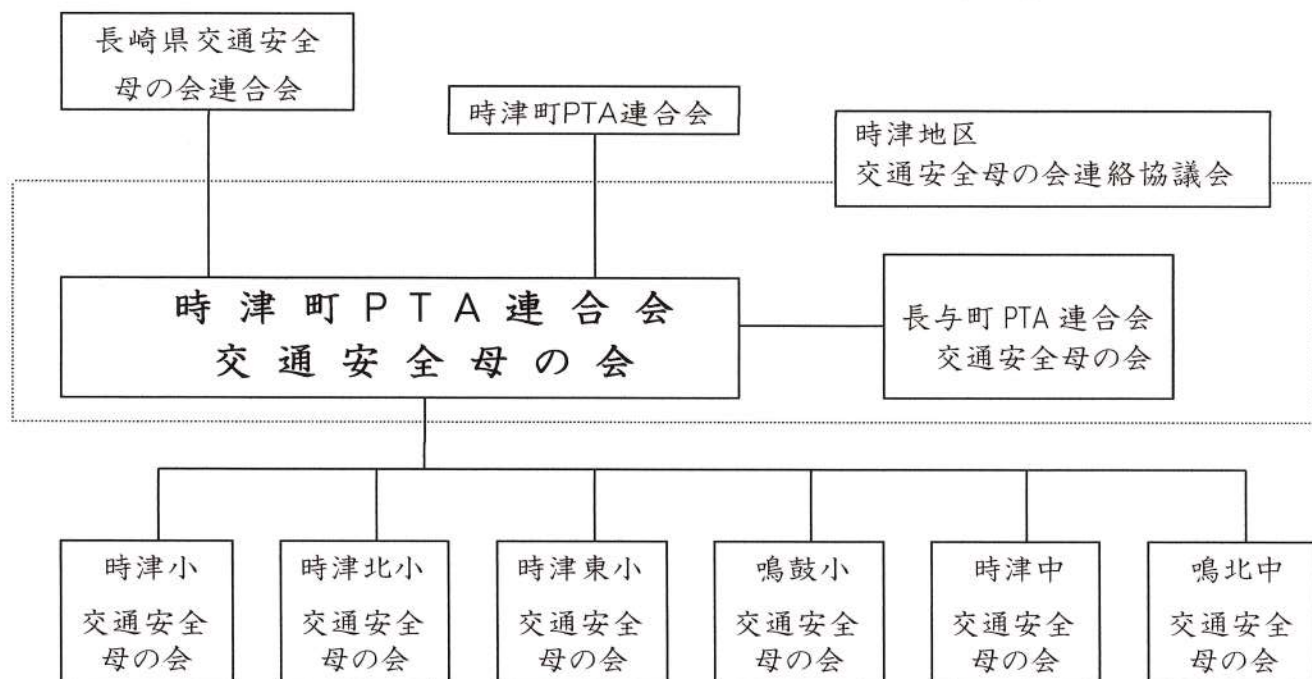 長崎県交通安全
母の会連合会
時津町PTA連合会
時津地区
交通安全母の会連絡協議会
時津町PTA連合会
交通安全母の会
長与町PTA連合会
交通安全母の会
時津小
交通安全
母の会
時津北小
交通安全
母の会
時津東小
交通安全
母の会
鳴鼓小
交通安全
母の会
時津中
交通安全
母の会
鳴北中
交通安全
母の会